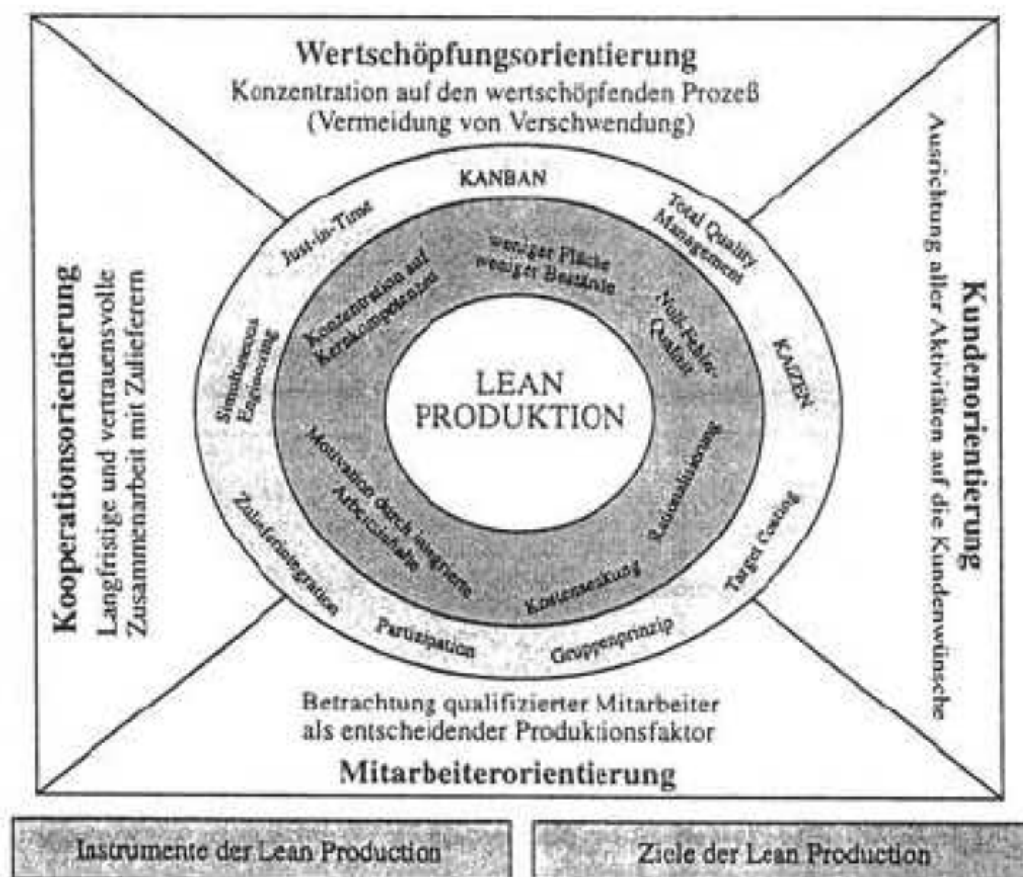 Wertschöpfungsorientierung
Konzentration auf den wertschöpfenden Prozeß
(Vermeidung von Verschwendung)
Kooperationsorientierung
Langfristige und vertrauensvolle
Zusammenarbeit mit Zulieferern
Kundenorientierung
Ausrichtung aller Aktivitäten auf die Kundenwünsche
KANBAN
Total Quality
Management
KAIZEN
Target Costing
Gruppenprinzip
Partizipation
Zulieferintegration
Simultaneous
Engineering
Just-in-Time
weniger Fläche
weniger Bestände
Null-Fehler-
Qualität
Rationalisierung
Kostensenkung
Motivation durch integrierte
Arbeitsinhalte
Konzentration auf
Kernkompetenzen
LEAN
PRODUKTION
Betrachtung qualifizierter Mitarbeiter
als entscheidender Produktionsfaktor
Mitarbeiterorientierung
Instrumente der Lean Production
Ziele der Lean Production